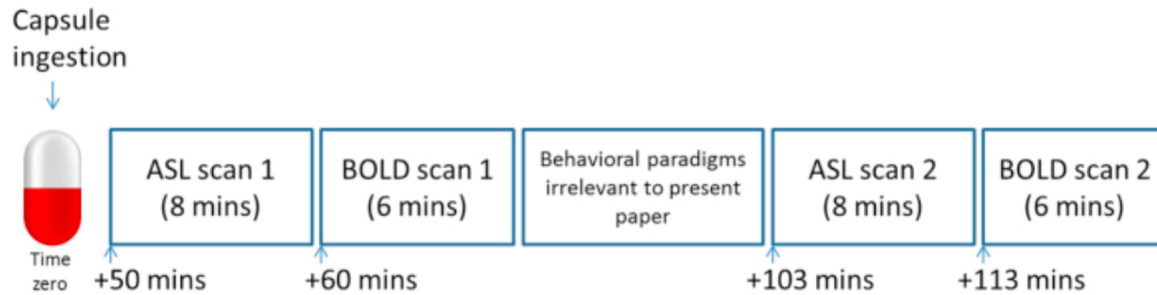 Capsule
ingestion
ASL scan 1
(8 mins)
BOLD scan 1
(6 mins)
Behavioral paradigms
irrelevant to present
paper
ASL scan 2
(8 mins)
BOLD scan 2
(6 mins)
Time
zero
+50 mins
+60 mins
+103 mins
+113 mins